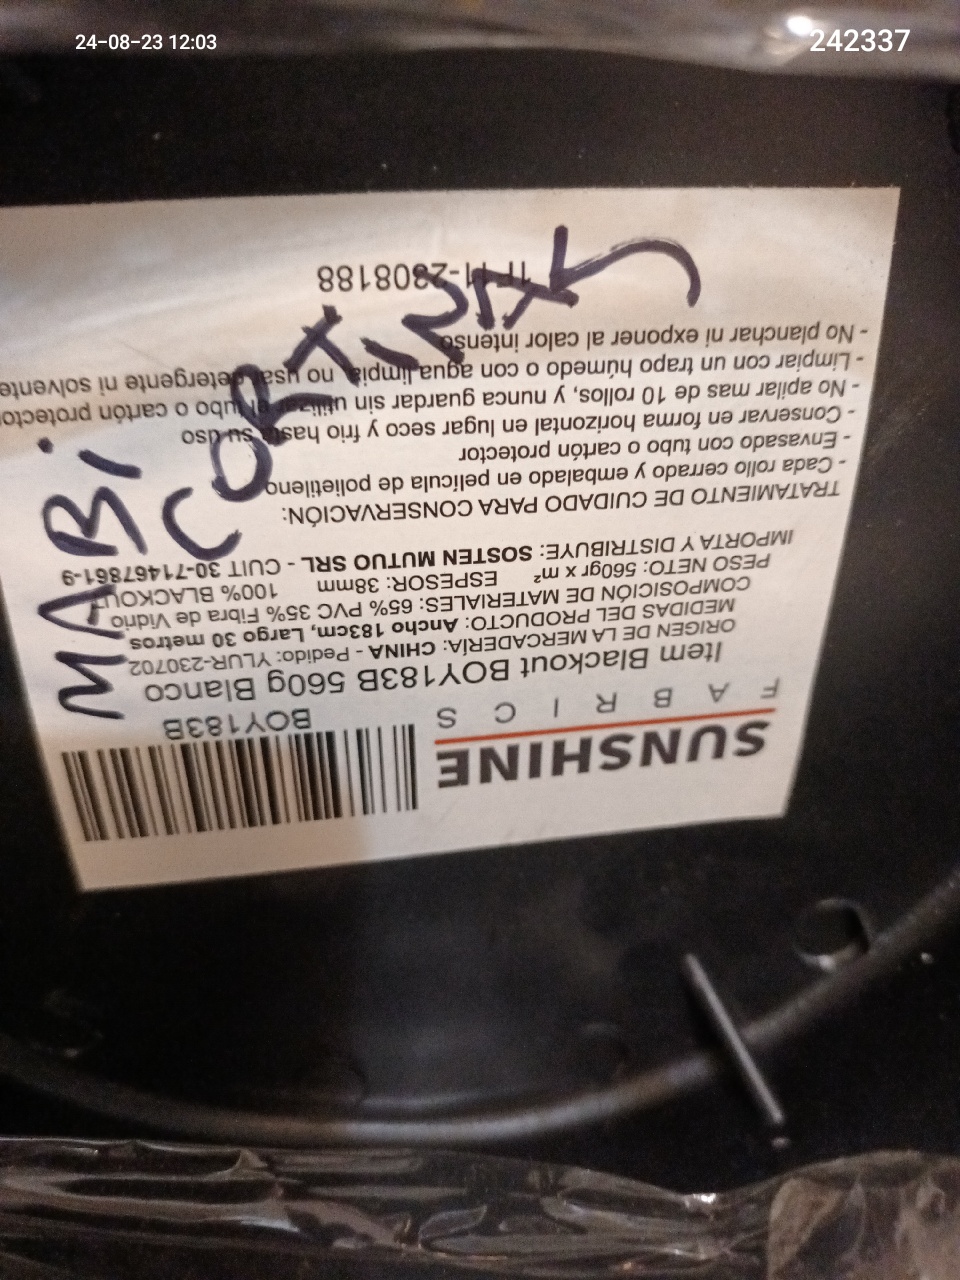 24-08-23 12:03
242337
SUNSHINE
FABRICS
BOY183B
Item Blackout BOY183B 560g Blanco
ORIGEN DE LA MERCADERÍA: CHINA - Pedido: YLUR-230702
MEDIDAS DEL PRODUCTO: Ancho 183cm, Largo 30 metros
COMPOSICIÓN DE MATERIALES: 65% PVC 35% Fibra de Vidrio
PESO NETO: 560gr x m² ESPESOR: 38mm 100% BLACKOUT
IMPORTA Y DISTRIBUYE: SOSTEN MUTUO SRL - CUIT 30-71467861-9
TRATAMIENTO DE CUIDADO PARA CONSERVACIÓN:
- Cada rollo cerrado y embalado en película de polietileno
- Envasado con tubo o cartón protector
- Conservar en forma horizontal en lugar seco y frio hasta su uso
- No apilar mas de 10 rollos, y nunca guardar sin utilizar el tubo o cartón protector
- Limpiar con un trapo húmedo o con agua limpia, no usar detergente ni solvente
- No planchar ni exponer al calor intenso
2808188
MABI
CORTINAS